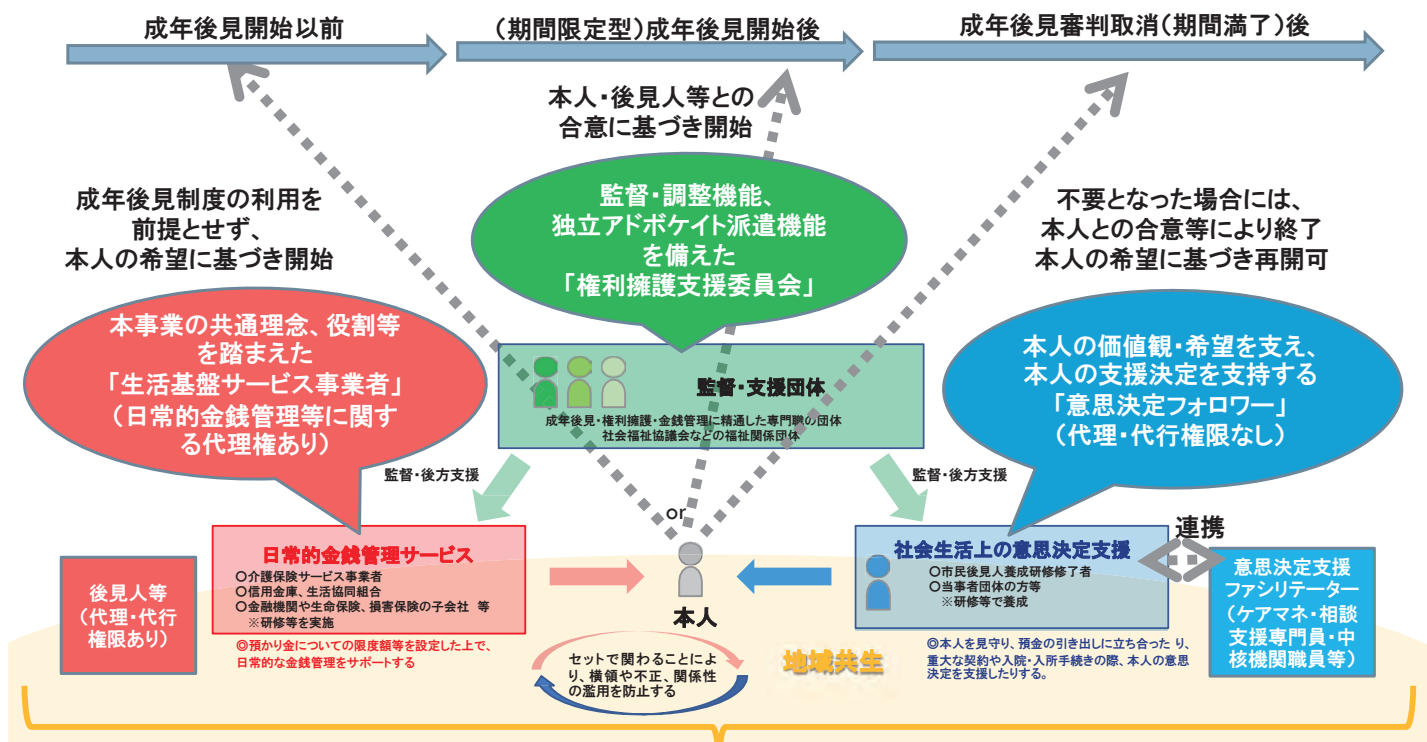 成年後見開始以前
（期間限定型）成年後見開始後
成年後見審判取消（期間満了）後
本人・後見人等との
合意に基づき開始
成年後見制度の利用を
前提とせず、
本人の希望に基づき開始
監督・調整機能、
独立アドボケイト派遣機能
を備えた
「権利擁護支援委員会」
不要となった場合には、
本人との合意等により終了
本人の希望に基づき再開可
本事業の共通理念、役割等
を踏まえた
「生活基盤サービス事業者」
（日常的金銭管理等に関す
る代理権あり）
監督・支援団体
成年後見・権利擁護・金銭管理に精通した専門職の団体
社会福祉協議会などの福祉関係団体
本人の価値観・希望を支え、
本人の支援決定を支持する
「意思決定フォロワー」
（代理・代行権限なし）
監督・後方支援
監督・後方支援
or
日常的金銭管理サービス
〇介護保険サービス事業者
〇信用金庫、生活協同組合
〇金融機関や生命保険、損害保険の子会社 等
※研修等を実施
◎預かり金についての限度額等を設定した上で、
日常的な金銭管理をサポートする
後見人等
（代理・代行
権限あり）
本人
セットで関わることによ
り、横領や不正、関係性
の濫用を防止する
地域共生
社会生活上の意思決定支援
〇市民後見人養成研修修了者
〇当事者団体の方等
※研修等で養成
◎本人を見守り、預金の引き出しに立ち合った り、
重大な契約や入院・入所手続きの際、本人の意思
決定を支援したりする。
連携
意思決定支援
ファシリテーター
（ケアマネ・相談
支援専門員・中
核機関職員等）